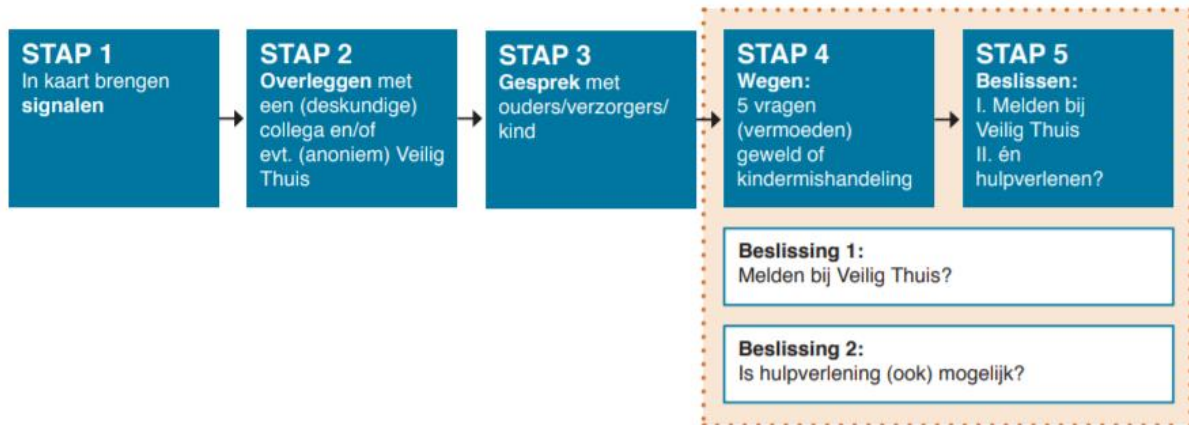 STAP 1
In kaart brengen
signalen
STAP 2
Overleggen met
een (deskundige)
collega en/of
evt. (anoniem) Veilig
Thuis
STAP 3
Gesprek met
ouders/verzorgers/
kind
STAP 4
Wegen:
5 vragen
(vermoeden)
geweld of
kindermishandeling
STAP 5
Beslissen:
I. Melden bij
Veilig Thuis
II. én
hulpverlenen?
Beslissing 1:
Melden bij Veilig Thuis?
Beslissing 2:
Is hulpverlening (ook) mogelijk?